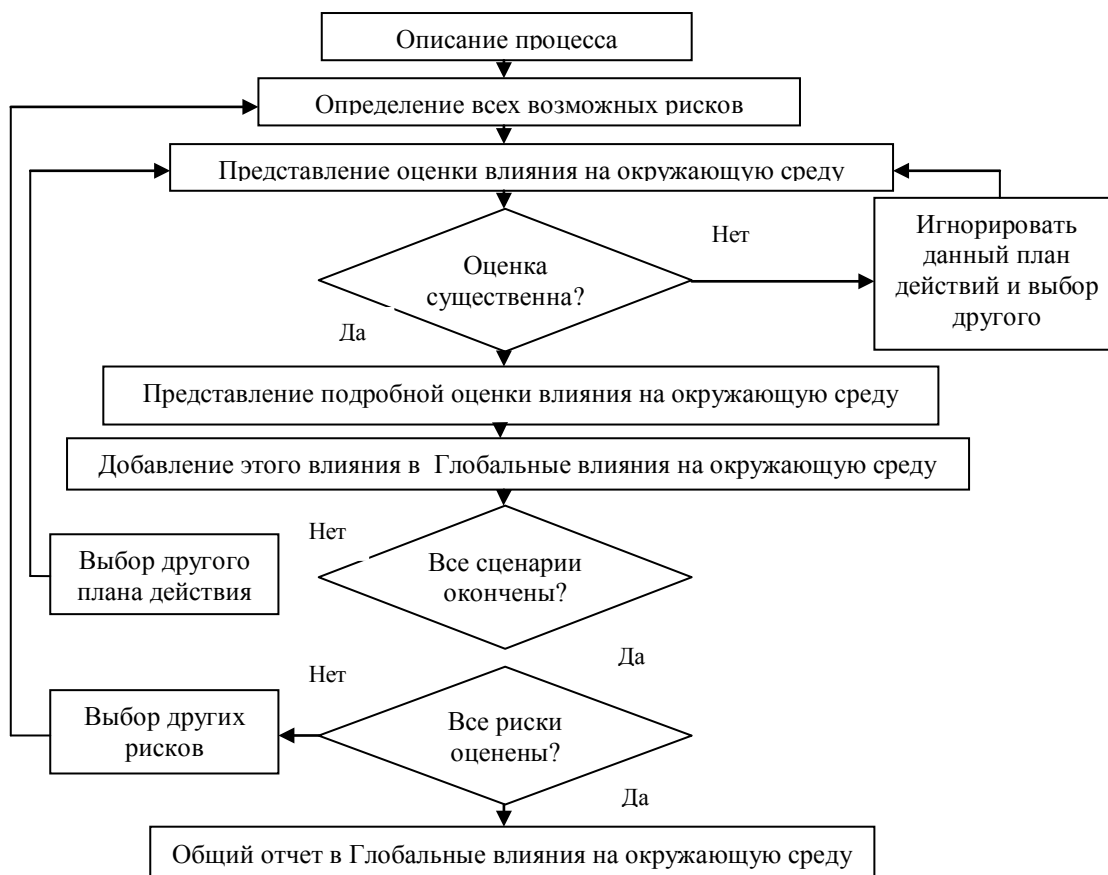 Описание процесса
Определение всех возможных рисков
Представление оценки влияния на окружающую среду
Нет
Игнорировать
данный план
действий и выбор
другого
Оценка
существенна?
Да
Представление подробной оценки влияния на окружающую среду
Добавление этого влияния в Глобальные влияния на окружающую среду
Нет
Выбор другого
плана действия
Все сценарии
окончены?
Да
Нет
Выбор других
рисков
Все риски
оценены?
Да
Общий отчет в Глобальные влияния на окружающую среду